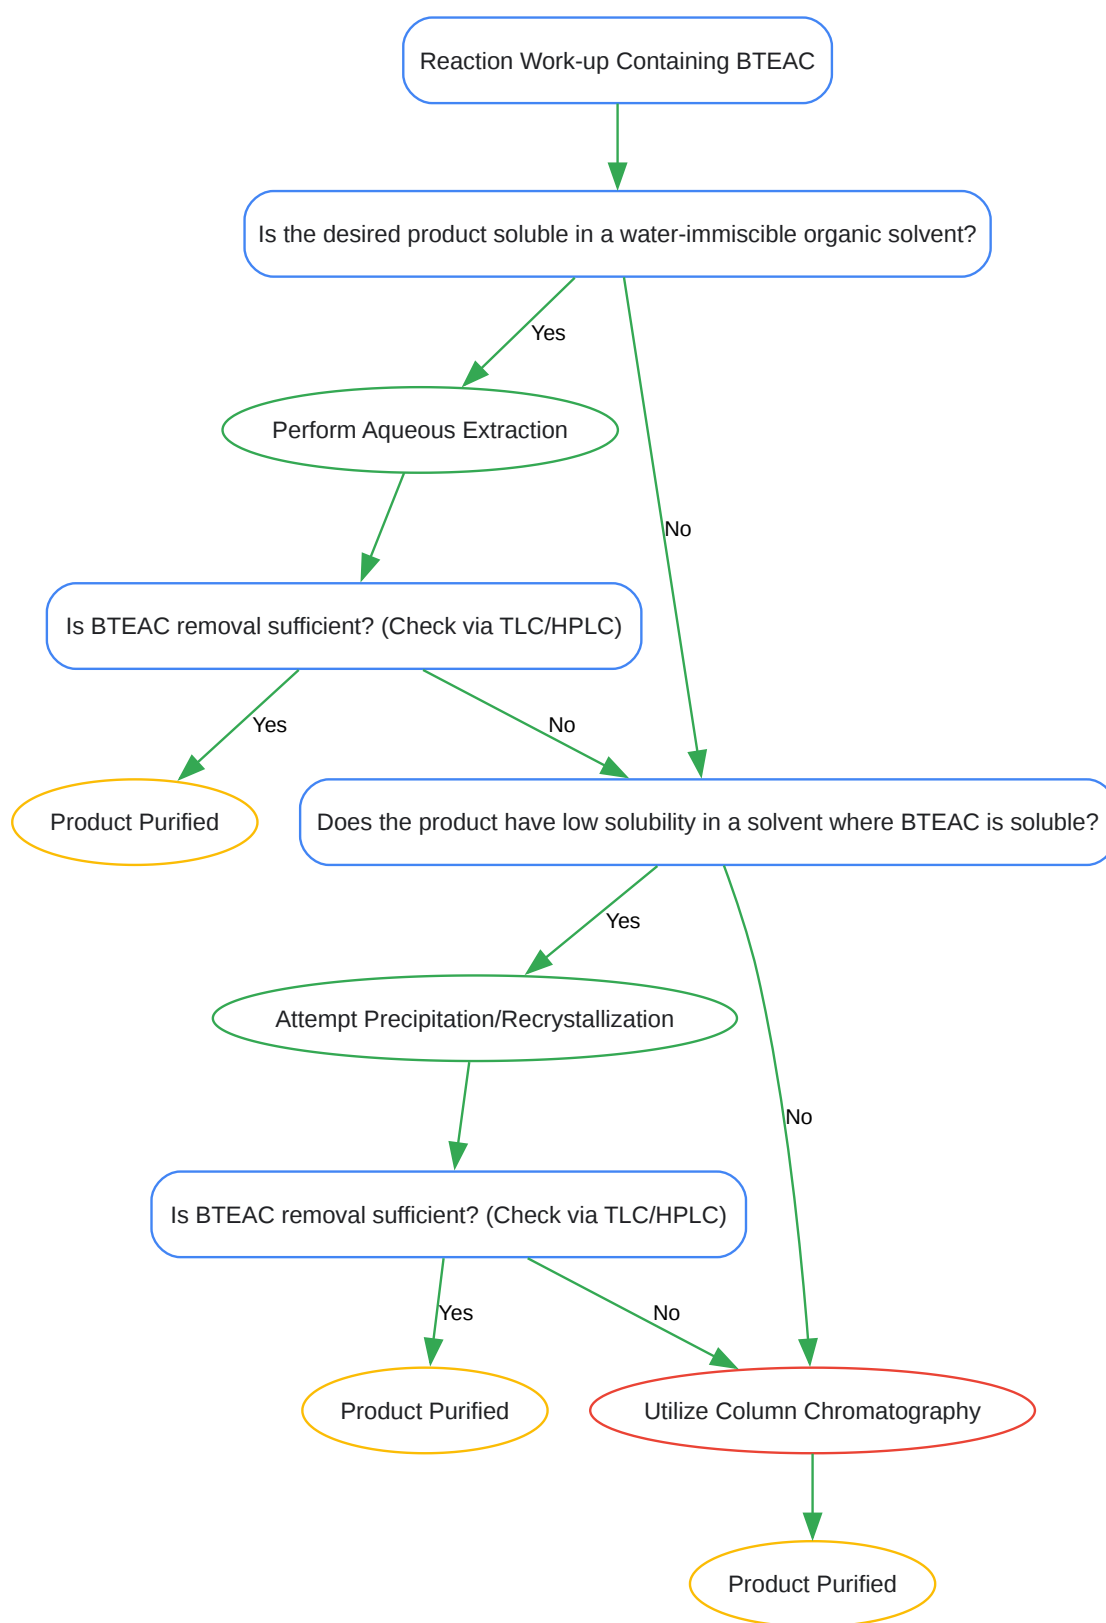 Reaction Work-up Containing BTEAC
Is the desired product soluble in a water-immiscible organic solvent?
Yes
Perform Aqueous Extraction
No
Is BTEAC removal sufficient? (Check via TLC/HPLC)
Yes
No
Product Purified
Does the product have low solubility in a solvent where BTEAC is soluble?
Yes
Attempt Precipitation/Recrystallization
No
Is BTEAC removal sufficient? (Check via TLC/HPLC)
Yes
No
Product Purified
Utilize Column Chromatography
Product Purified